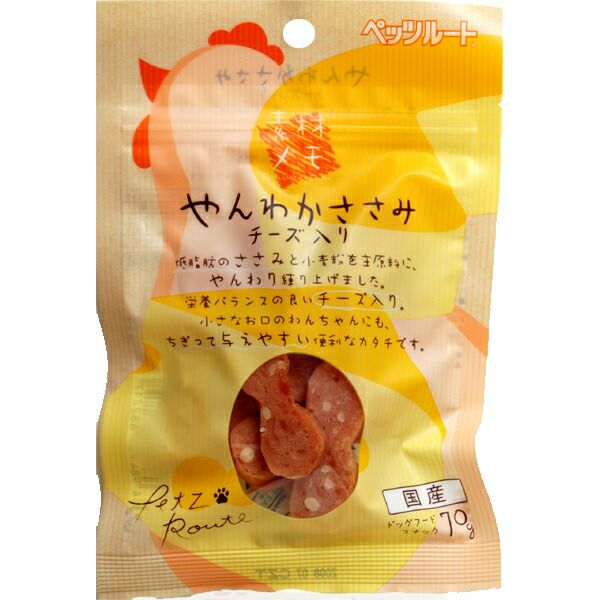 ペッツルート
素材
メモ
やんわかささみ
チーズ入り
低脂肪のささみと小麦粉を主原料に、
やんわり練り上げました。
栄養バランスの良いチーズ入り。
小さなお口のわんちゃんにも、
ちぎって与えやすい便利なカタチです。
PetZ
Route
国産
ドッグフード
スナック
70g